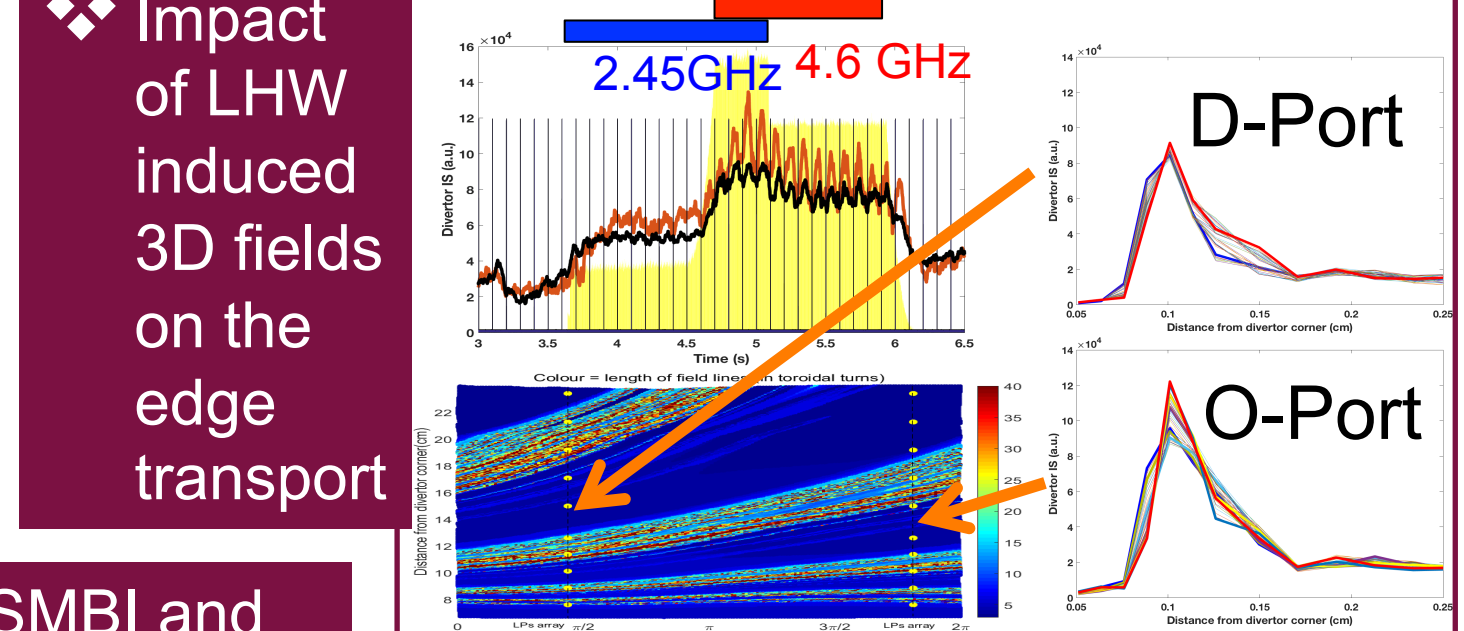 ❖ Impact
of LHW
induced
3D fields
on the
edge
transport
SMBI and
2.45GHz
4.6 GHz
×10⁴
16
14
12
10
8
6
4
2
0
Divertor IS (a.u.)
3 3.5 4 4.5 5 5.5 6 6.5
Time (s)
Colour = length of field lines (in toroidal turns)
22
20
18
16
14
12
10
8
Distance from divertor corner(cm)
0 LPs array π/2 π 3π/2 LPs array 2π
40
35
30
25
20
15
10
5
D-Port
×10⁴
14
12
10
8
6
4
2
0
Divertor IS (a.u.)
0.05 0.1 0.15 0.2 0.25
Distance from divertor corner (cm)
O-Port
×10⁴
14
12
10
8
6
4
2
0
Divertor IS (a.u.)
0.05 0.1 0.15 0.2 0.25
Distance from divertor corner (cm)